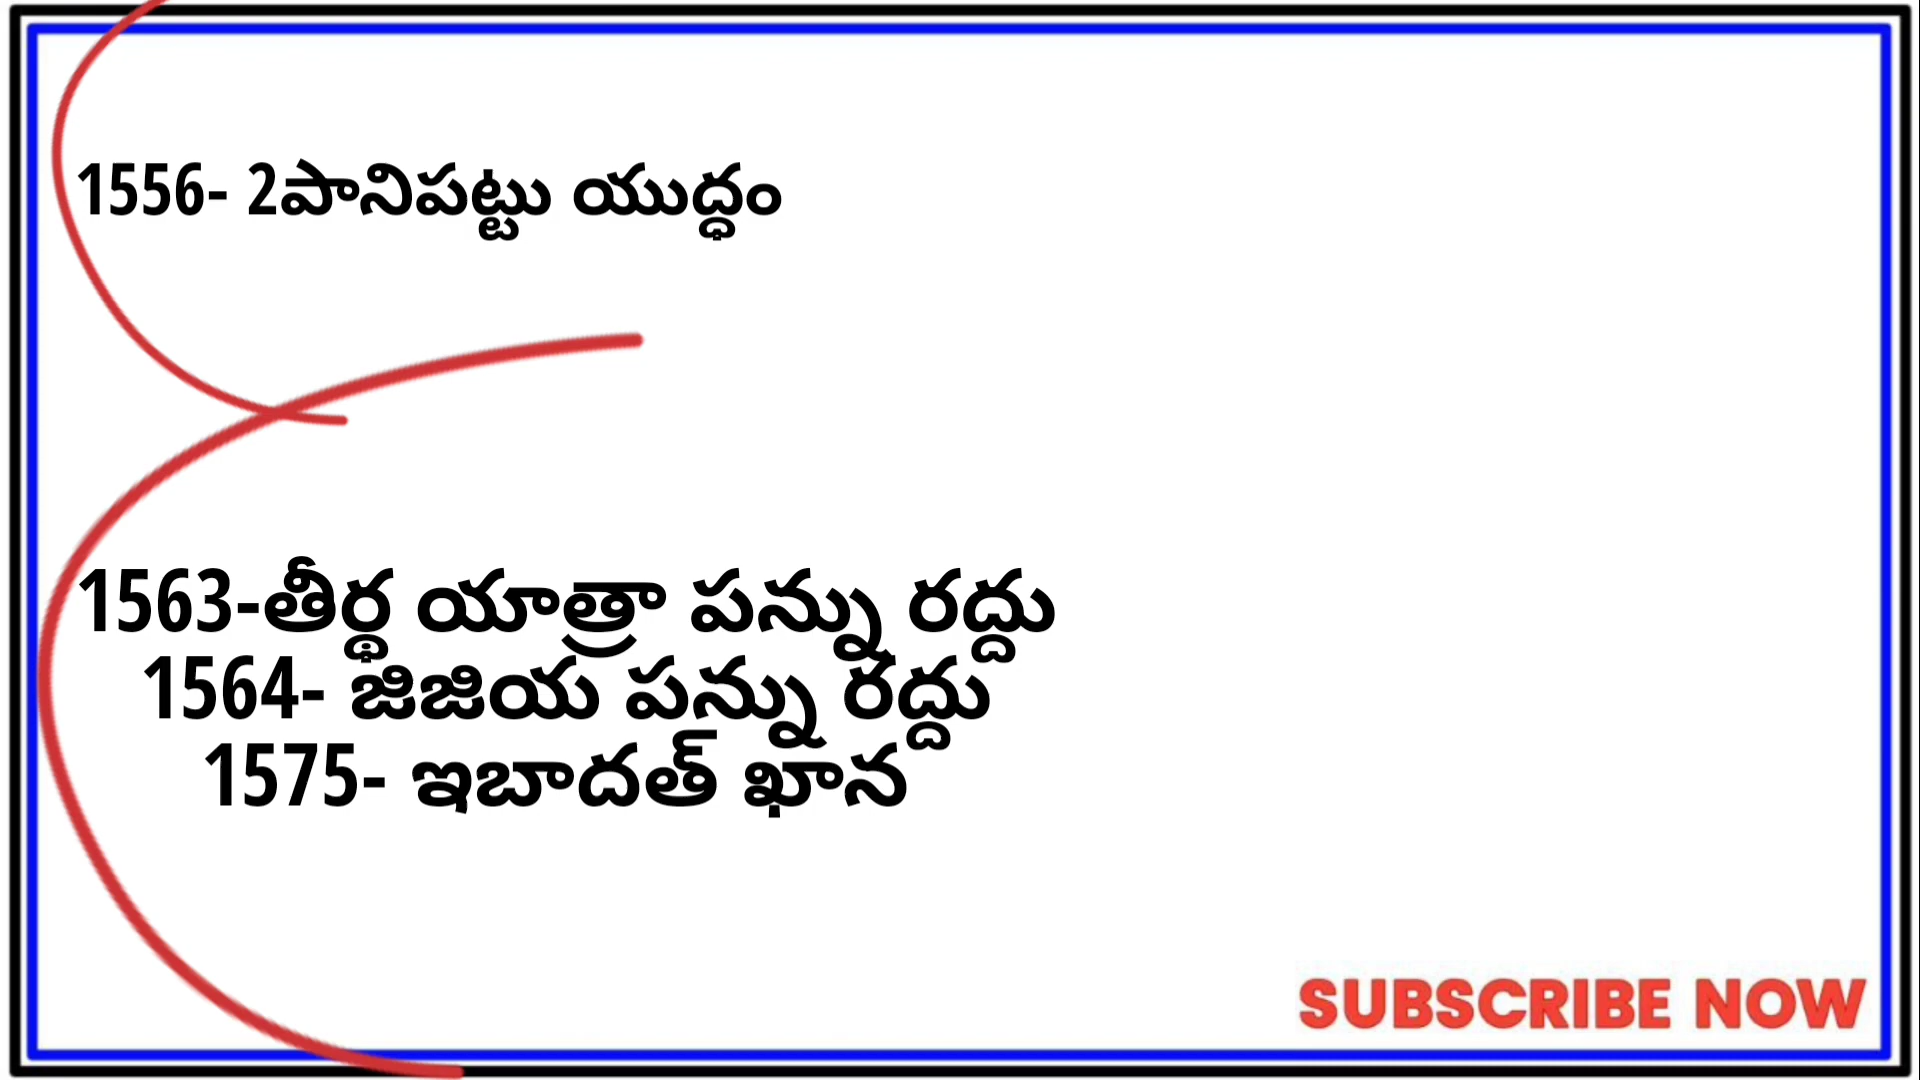 1556- 2పానిపట్టు యుద్ధం
1563-తీర్థ యాత్రా పన్ను రద్దు
1564- జిజియ పన్ను రద్దు
1575- ఇబాదత్ ఖాన
SUBSCRIBE NOW